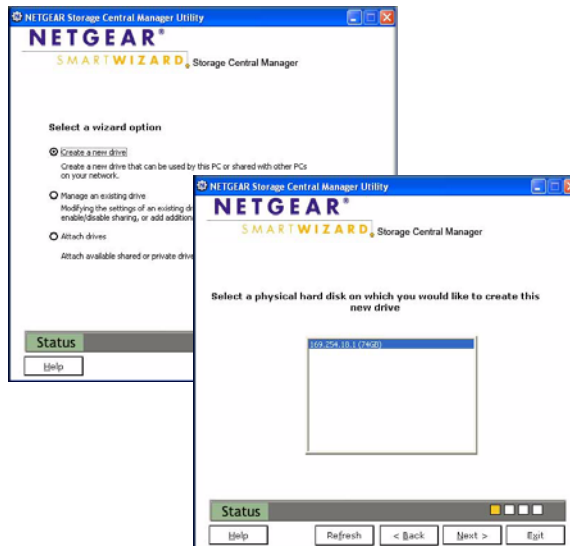 NETGEAR Storage Central Manager Utility
NETGEAR®
SMARTWIZARD Storage Central Manager
Select a wizard option
Create a new drive
Create a new drive that can be used by this PC or shared with other PCs
on your network.
Manage an existing drive
Modifying the settings of an existing
enable/disable sharing, or add
Attach drives
Attach available shared or private
Status
Help
NETGEAR Storage Central Manager Utility
NETGEAR®
SMARTWIZARD Storage Central Manager
Select a physical hard disk on which you would like to create this
new drive
169.254.10.1 (74GB)
Status
Help
Refresh
< Back
Next >
Exit